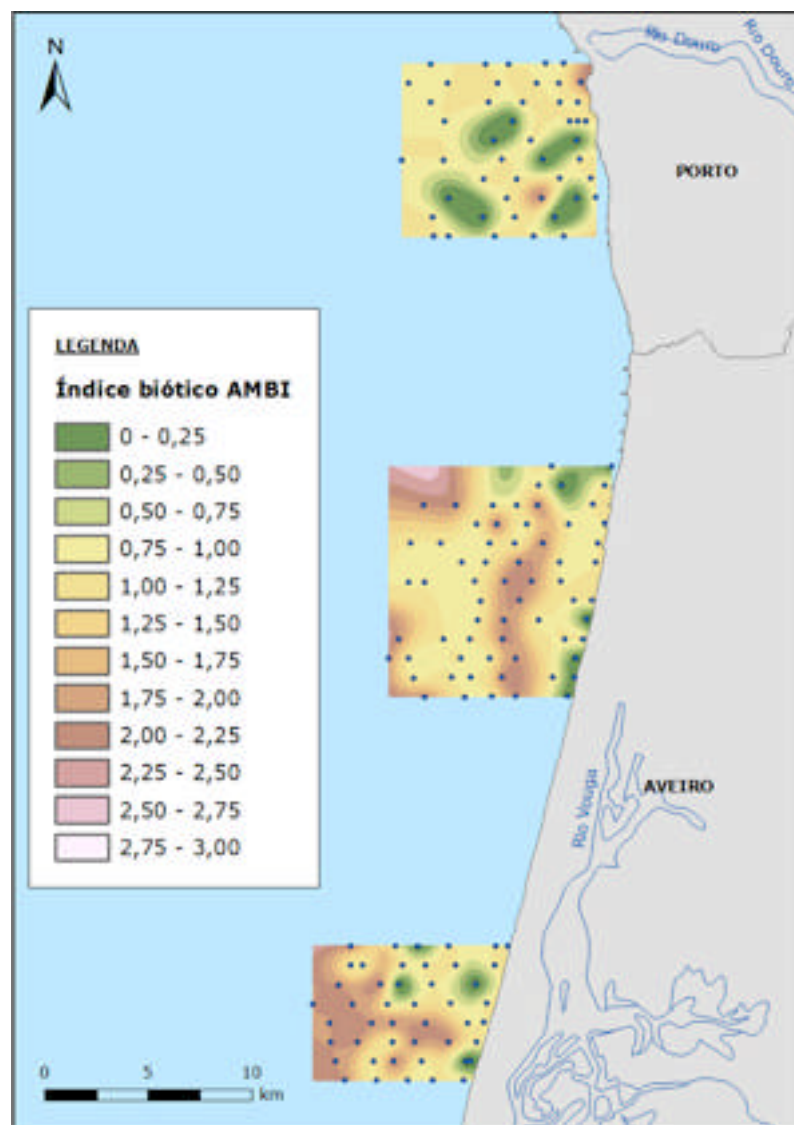 N
Rio Douro
Rio Douro
PORTO
LEGENDA
Índice biótico AMBI
0 - 0,25
0,25 - 0,50
0,50 - 0,75
0,75 - 1,00
1,00 - 1,25
1,25 - 1,50
1,50 - 1,75
1,75 - 2,00
2,00 - 2,25
2,25 - 2,50
2,50 - 2,75
2,75 - 3,00
Rio Vouga
AVEIRO
0 5 10
km